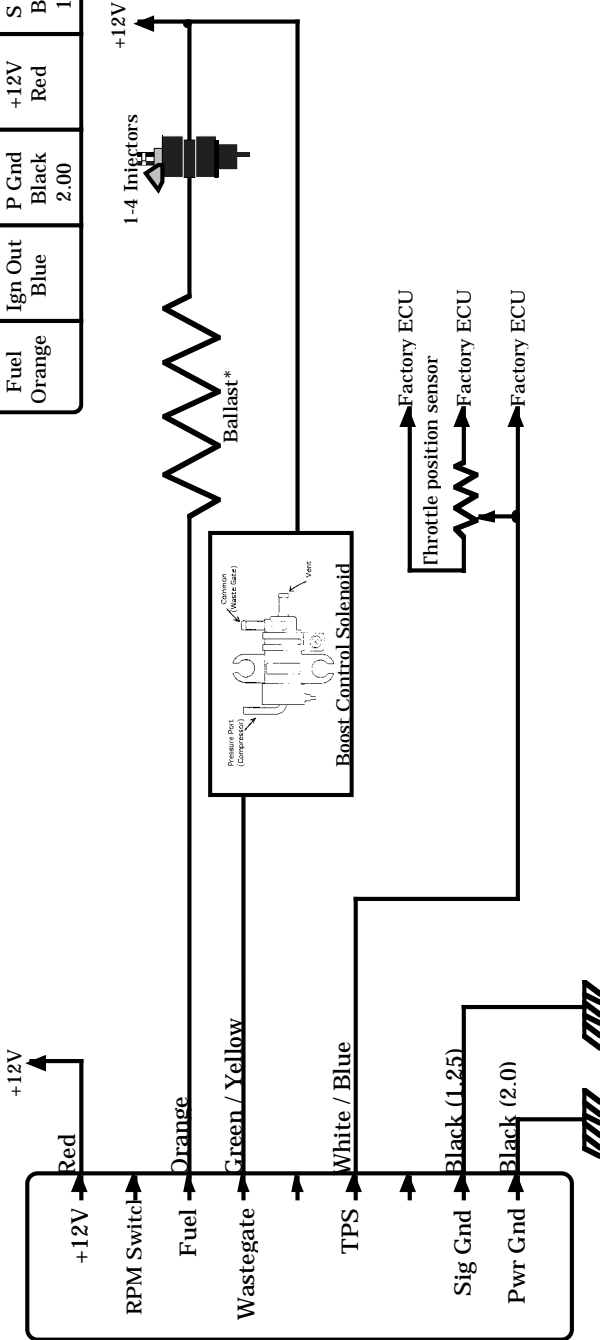 Fuel
Orange
Ign Out
Blue
P Gnd
Black
2.00
+12V
Red
S
B
1
+12V
+12V
Red
RPM Switch
1-4 Injectors
Fuel
Orange
Ballast*
+12V
Wastegate
Green / Yellow
Pressure Port
(Compressor)
Common
(Waste Gate)
Vent
Boost Control Solenoid
TPS
White / Blue
Factory ECU
Throttle position sensor
Factory ECU
Factory ECU
Sig Gnd
Black (1.25)
Pwr Gnd
Black (2.0)